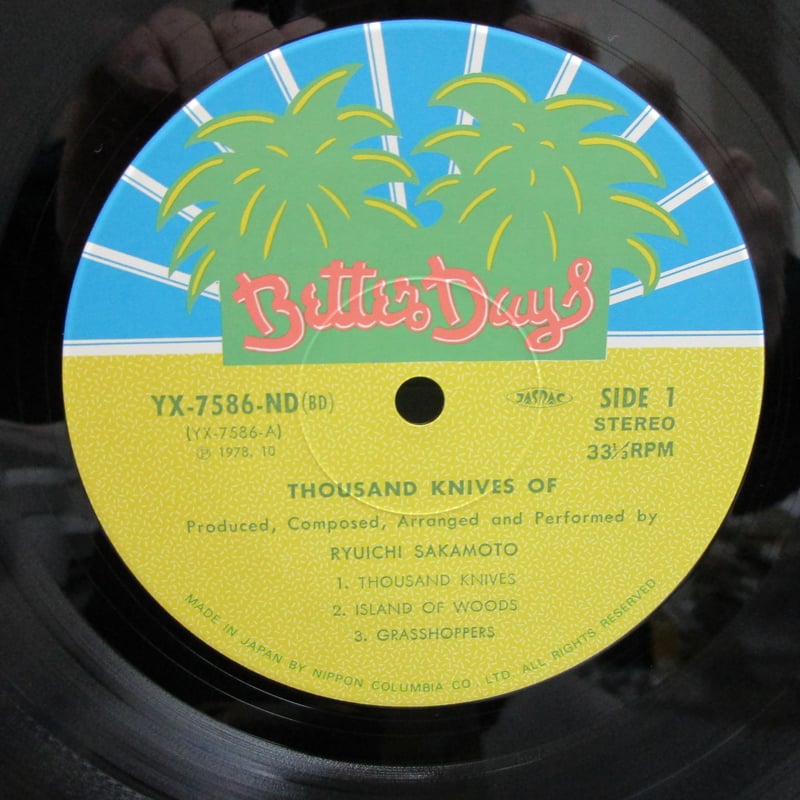 Better Days
YX-7586-ND(BD)
(YX-7586-A)
Ⓟ 1978. 10
JASRAC
SIDE 1
STEREO
33⅓RPM
THOUSAND KNIVES OF
Produced, Composed, Arranged and Performed by
RYUICHI SAKAMOTO
1. THOUSAND KNIVES
2. ISLAND OF WOODS
3. GRASSHOPPERS
MADE IN JAPAN BY NIPPON COLUMBIA CO., LTD. ALL RIGHTS RESERVED